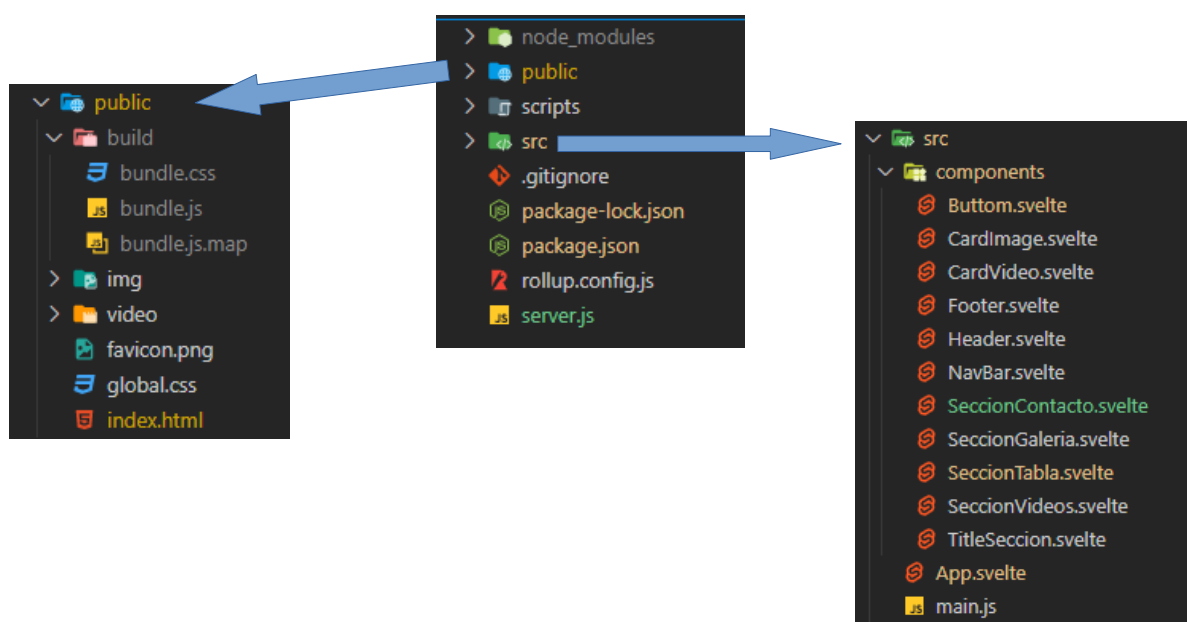 public
build
bundle.css
bundle.js
bundle.js.map
img
video
favicon.png
global.css
index.html
node_modules
public
scripts
src
.gitignore
package-lock.json
package.json
rollup.config.js
server.js
src
components
Buttom.svelte
CardImage.svelte
CardVideo.svelte
Footer.svelte
Header.svelte
NavBar.svelte
SeccionContacto.svelte
SeccionGaleria.svelte
SeccionTabla.svelte
SeccionVideos.svelte
TitleSeccion.svelte
App.svelte
main.js